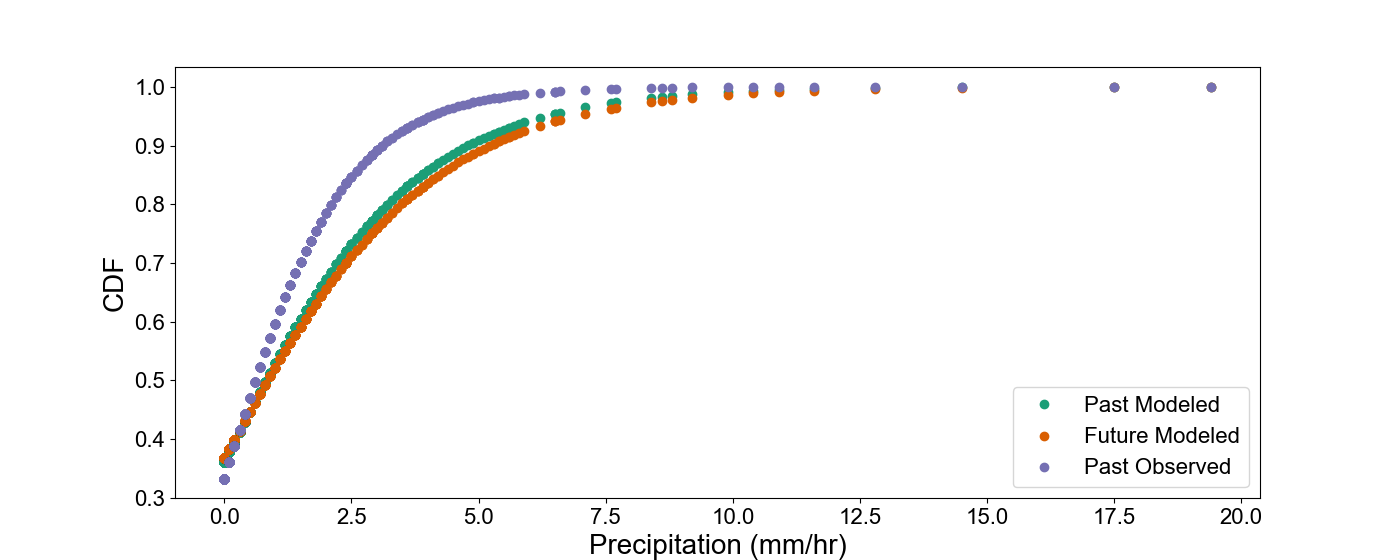 1.0
0.9
0.8
0.7
0.6
0.5
0.4
0.3
CDF
Past Modeled
Future Modeled
Past Observed
0.0 2.5 5.0 7.5 10.0 12.5 15.0 17.5 20.0
Precipitation (mm/hr)